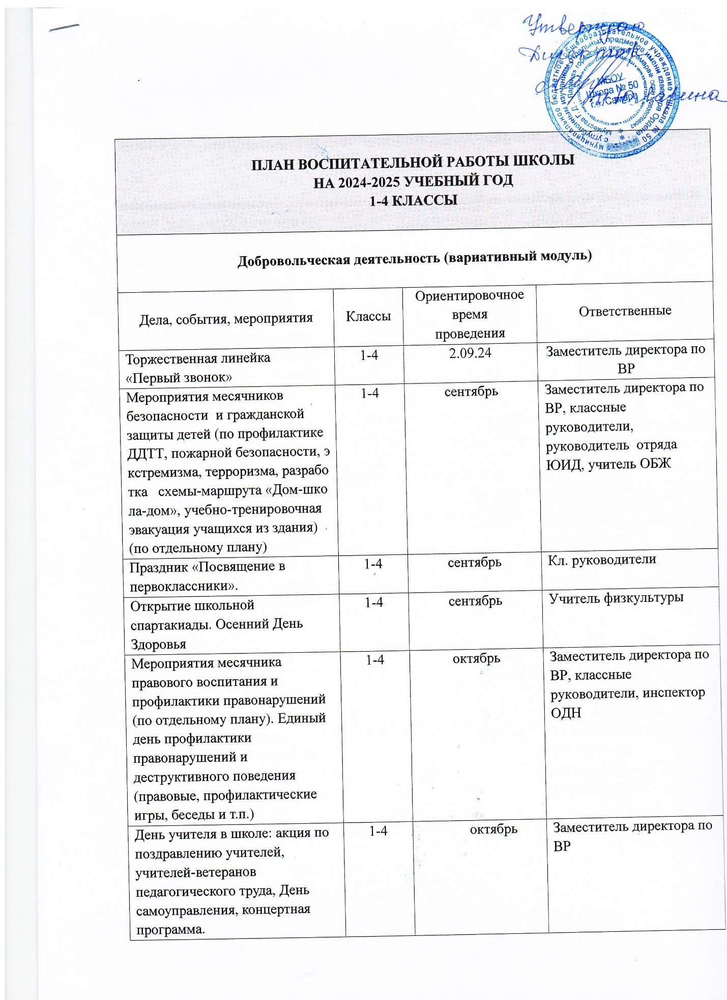 Утверждаю
Директор
МБОУ
Школа № 50
г.о. Самара
ПЛАН ВОСПИТАТЕЛЬНОЙ РАБОТЫ ШКОЛЫ
НА 2024-2025 УЧЕБНЫЙ ГОД
1-4 КЛАССЫ
Добровольческая деятельность (вариативный модуль)
Дела, события, мероприятия
Классы
Ориентировочное
время
проведения
Ответственные
Торжественная линейка
«Первый звонок»
1-4
2.09.24
Заместитель директора по
ВР
Мероприятия месячников
безопасности и гражданской
защиты детей (по профилактике
ДДТТ, пожарной безопасности, э
кстремизма, терроризма, разрабо
тка схемы-маршрута «Дом-шко
ла-дом», учебно-тренировочная
эвакуация учащихся из здания)
(по отдельному плану)
1-4
сентябрь
Заместитель директора по
ВР, классные
руководители,
руководитель отряда
ЮИД, учитель ОБЖ
Праздник «Посвящение в
первоклассники».
1-4
сентябрь
Кл. руководители
Открытие школьной
спартакиады. Осенний День
Здоровья
1-4
сентябрь
Учитель физкультуры
Мероприятия месячника
правового воспитания и
профилактики правонарушений
(по отдельному плану). Единый
день профилактики
правонарушений и
деструктивного поведения
(правовые, профилактические
игры, беседы и т.п.)
1-4
октябрь
Заместитель директора по
ВР, классные
руководители, инспектор
ОДН
День учителя в школе: акция по
поздравлению учителей,
учителей-ветеранов
педагогического труда, День
самоуправления, концертная
программа.
1-4
октябрь
Заместитель директора по
ВР